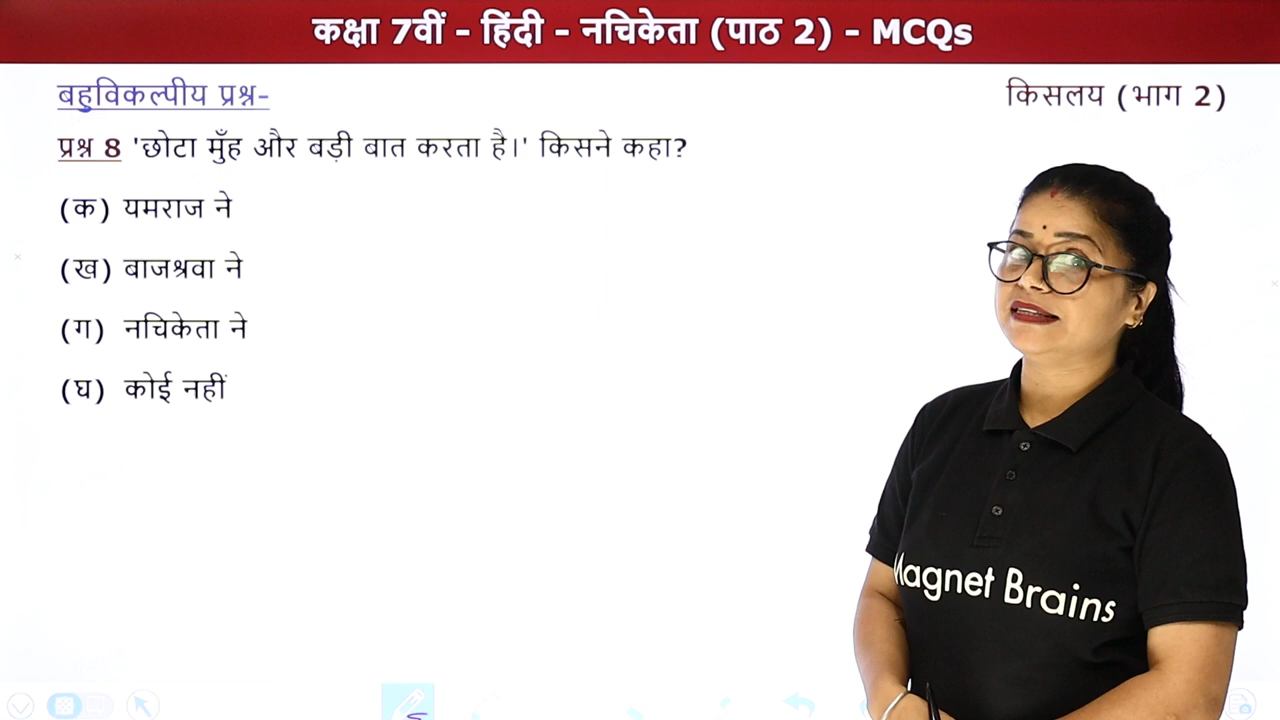 कक्षा 7वीं - हिंदी - नचिकेता (पाठ 2) - MCQs
बहुविकल्पीय प्रश्न-
किसलय (भाग 2)
प्रश्न 8 'छोटा मुँह और बड़ी बात करता है।' किसने कहा?
(क) यमराज ने
(ख) बाजश्रवा ने
(ग) नचिकेता ने
(घ) कोई नहीं
Magnet Brains